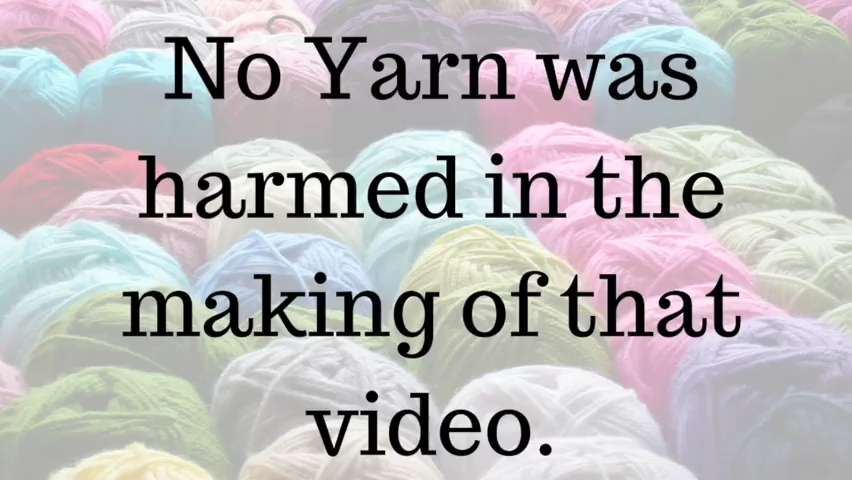 No Yarn was
harmed in the
making of that
video.